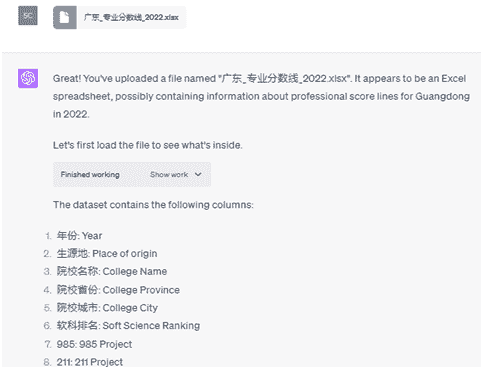 SC
广东_专业分数线_2022.xlsx
Great! You've uploaded a file named "广东_专业分数线_2022.xlsx". It appears to be an Excel
spreadsheet, possibly containing information about professional score lines for Guangdong
in 2022.
Let's first load the file to see what's inside.
Finished working Show work
The dataset contains the following columns:
1. 年份: Year
2. 生源地: Place of origin
3. 院校名称: College Name
4. 院校省份: College Province
5. 院校城市: College City
6. 软科排名: Soft Science Ranking
7. 985: 985 Project
8. 211: 211 Project